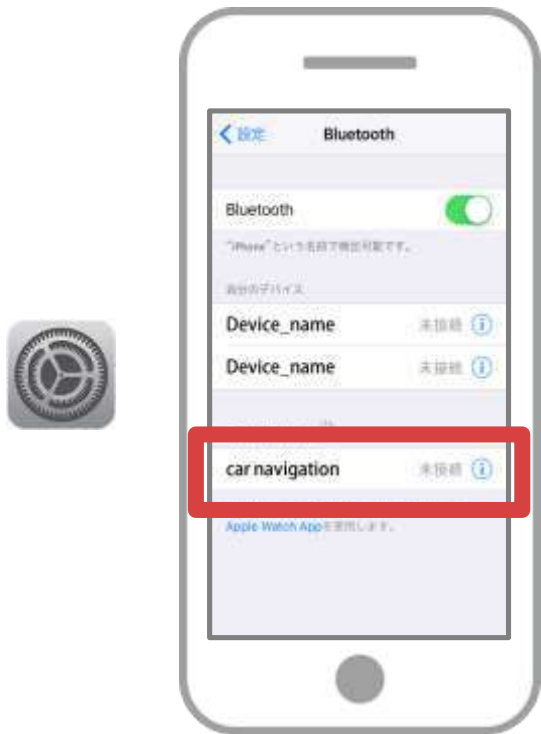 設定 Bluetooth
Bluetooth
"iPhone"という名前で検出可能です。
自分のデバイス
Device_name 未接続
Device_name 未接続
car navigation 未接続
Apple Watch Appを使用します。